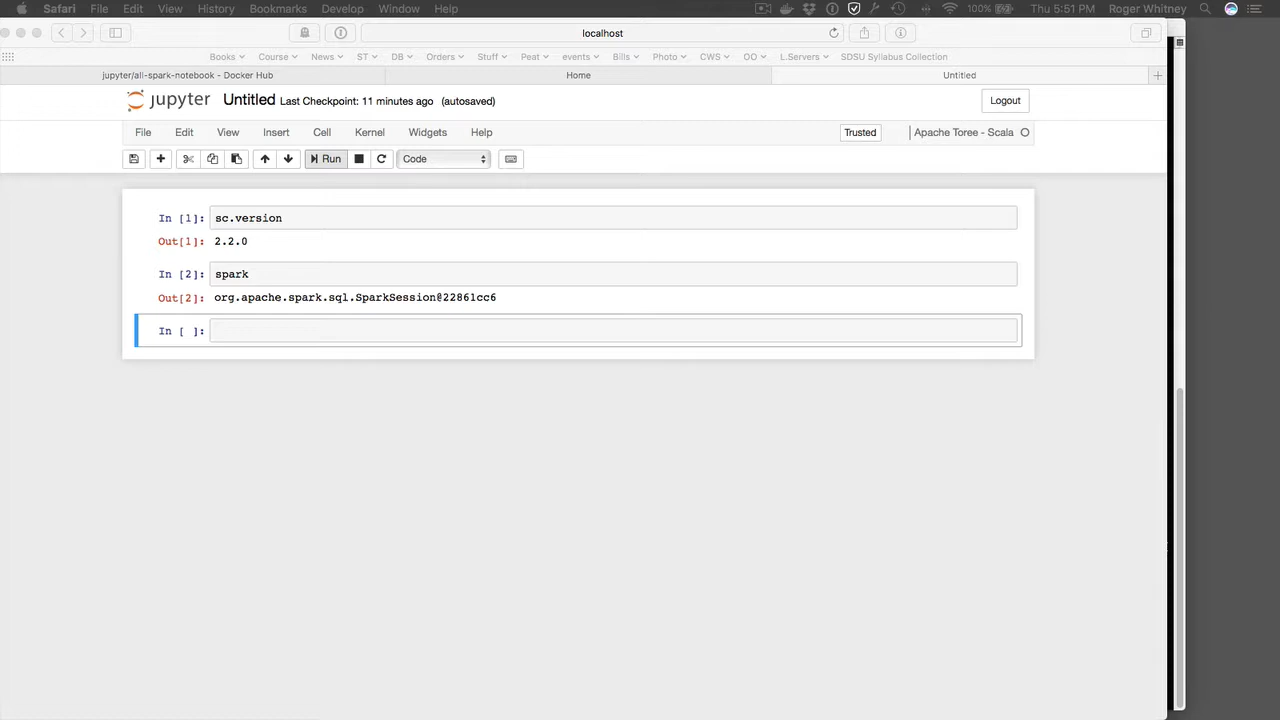 Safari File Edit View History Bookmarks Develop Window Help 100% Thu 5:51 PM Roger Whitney
localhost
Books Course News ST DB Orders Stuff Peat events Bills Photo CWS OO L.Servers SDSU Syllabus Collection
jupyter/all-spark-notebook - Docker Hub Home Untitled
jupyter Untitled Last Checkpoint: 11 minutes ago (autosaved) Logout
File Edit View Insert Cell Kernel Widgets Help Trusted Apache Toree - Scala
Run Code
In [1]: sc.version
Out[1]: 2.2.0
In [2]: spark
Out[2]: org.apache.spark.sql.SparkSession@22861cc6
In [ ]: